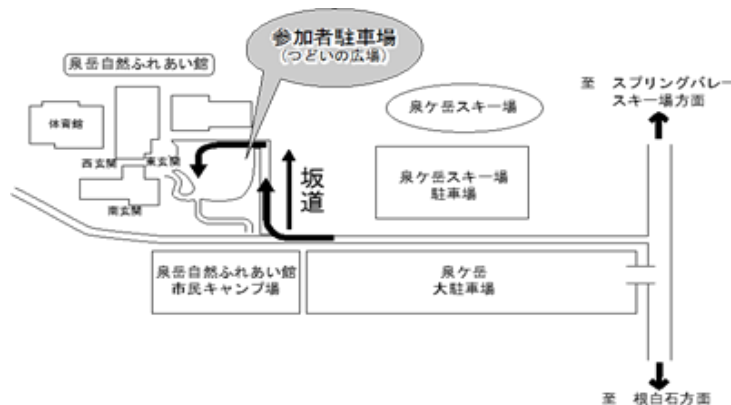 参加者駐車場
(つどいの広場)
泉岳自然ふれあい館
体育館
西玄関
東玄関
南玄関
坂道
泉ケ岳スキー場
泉ケ岳スキー場
駐車場
至 スプリングバレー
スキー場方面
泉岳自然ふれあい館
市民キャンプ場
泉ケ岳
大駐車場
至 根白石方面